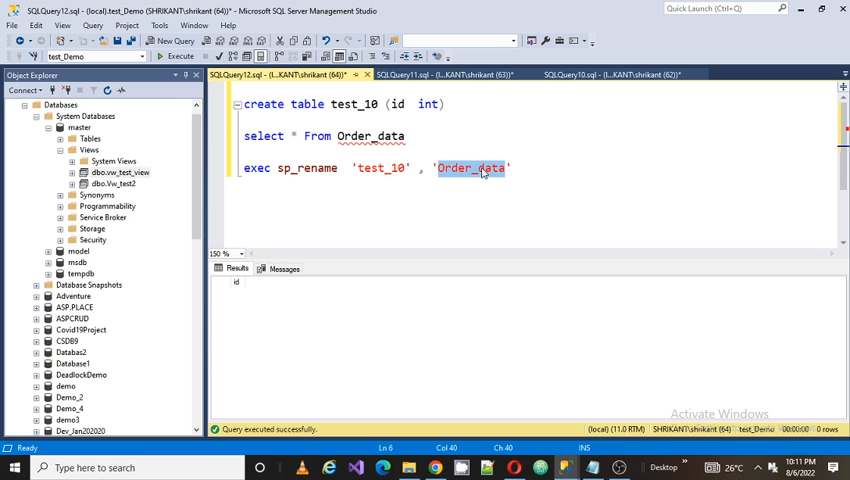 SQLQuery12.sql - (local).test_Demo (SHRIKANT\shrikant (64))* - Microsoft SQL Server Management Studio
Quick Launch (Ctrl+Q)
File Edit View Query Project Tools Window Help
New Query
test_Demo Execute
Object Explorer
SQLQuery12.sql - (l...KANT\shrikant (64))* SQLQuery11.sql - (l...KANT\shrikant (63))* SQLQuery10.sql - (l...KANT\shrikant (62))*
Connect
Databases
System Databases
master
Tables
Views
System Views
dbo.vw_test_view
dbo.Vw_test2
Synonyms
Programmability
Service Broker
Storage
Security
model
msdb
tempdb
Database Snapshots
Adventure
ASP.PLACE
ASPCRUD
Covid19Project
CSDB9
Databas2
Database1
DeadlockDemo
demo
Demo_2
Demo_4
demo3
Dev_Jan202020
create table test_10 (id int)
select * From Order_data
exec sp_rename 'test_10' , 'Order_data'
150 %
Results Messages
id
Activate Windows
Query executed successfully. (local) (11.0 RTM) SHRIKANT\shrikant (64) test_Demo 00:00:00 0 rows
Ready Ln 6 Col 40 Ch 40 INS
Type here to search
Desktop 26°C 10:11 PM
8/6/2022